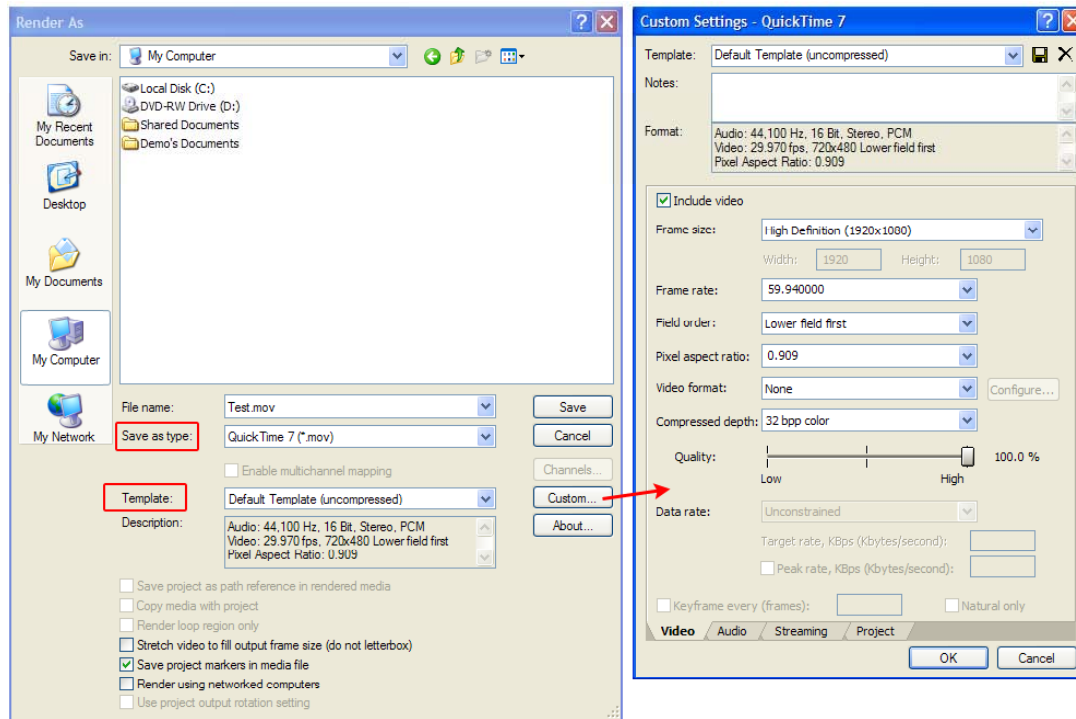 Render As
Save in: My Computer
My Recent
Documents
Desktop
My Documents
My Computer
My Network
Local Disk (C:)
DVD-RW Drive (D:)
Shared Documents
Demo's Documents
File name: Test.mov Save
Save as type: QuickTime 7 (*.mov) Cancel
Enable multichannel mapping Channels...
Template: Default Template (uncompressed) Custom...
Description: Audio: 44,100 Hz, 16 Bit, Stereo, PCM About...
Video: 29.970 fps, 720x480 Lower field first
Pixel Aspect Ratio: 0.909
Save project as path reference in rendered media
Copy media with project
Render loop region only
Stretch video to fill output frame size (do not letterbox)
Save project markers in media file
Render using networked computers
Use project output rotation setting
Custom Settings - QuickTime 7
Template: Default Template (uncompressed)
Notes:
Format: Audio: 44,100 Hz, 16 Bit, Stereo, PCM
Video: 29.970 fps, 720x480 Lower field first
Pixel Aspect Ratio: 0.909
Include video
Frame size: High Definition (1920x1080)
Width: 1920 Height: 1080
Frame rate: 59.940000
Field order: Lower field first
Pixel aspect ratio: 0.909
Video format: None Configure...
Compressed depth: 32 bpp color
Quality: 100.0 %
Low High
Data rate: Unconstrained
Target rate, KBps (Kbytes/second):
Peak rate, KBps (Kbytes/second):
Keyframe every (frames): Natural only
Video Audio Streaming Project
OK Cancel